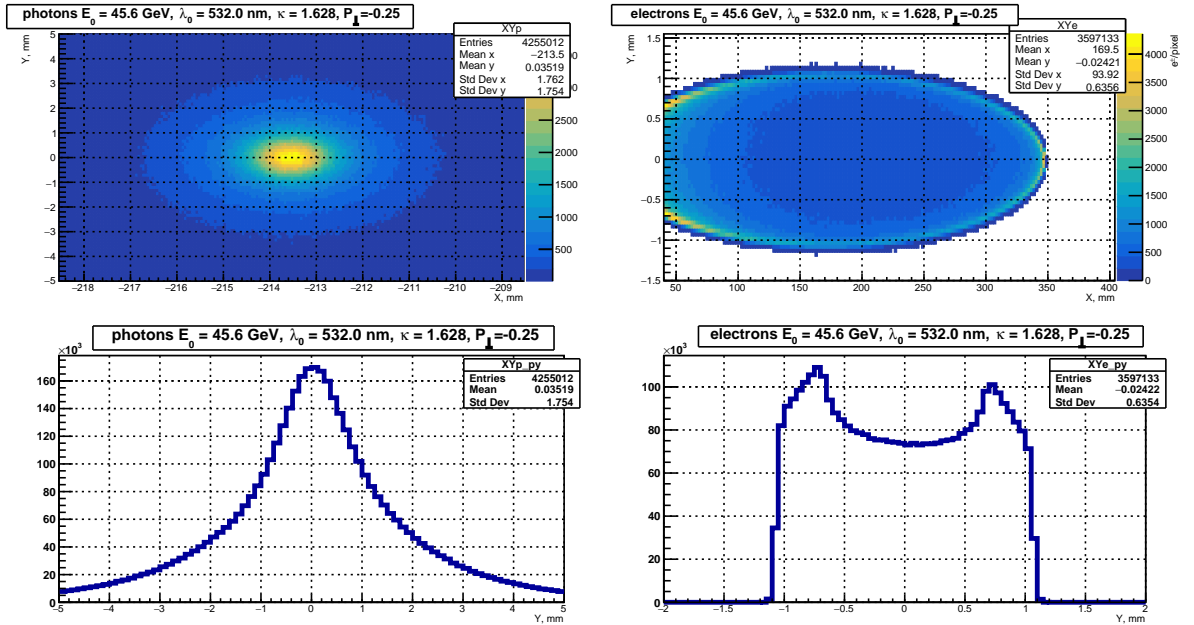 photons E0 = 45.6 GeV, λ0 = 532.0 nm, κ = 1.628, P⊥=-0.25
Y, mm
5
4
3
2
1
0
−1
−2
−3
−4
−5
−218 −217 −216 −215 −214 −213 −212 −211 −210 −209
X, mm
XYp
Entries 4255012
Mean x −213.5
Mean y 0.03519
Std Dev x 1.762
Std Dev y 1.754
2500
2000
1500
1000
500
electrons E0 = 45.6 GeV, λ0 = 532.0 nm, κ = 1.628, P⊥=-0.25
Y, mm
1.5
1
0.5
0
−0.5
−1
−1.5
50 100 150 200 250 300 350 400
X, mm
XYe
Entries 3597133
Mean x 169.5
Mean y −0.02421
Std Dev x 93.92
Std Dev y 0.6356
4000
3500
3000
2500
2000
1500
1000
500
0
e±/pixel
photons E0 = 45.6 GeV, λ0 = 532.0 nm, κ = 1.628, P⊥=-0.25
×10³
160
140
120
100
80
60
40
20
0
−5 −4 −3 −2 −1 0 1 2 3 4 5
Y, mm
XYp_py
Entries 4255012
Mean 0.03519
Std Dev 1.754
electrons E0 = 45.6 GeV, λ0 = 532.0 nm, κ = 1.628, P⊥=-0.25
×10³
100
80
60
40
20
0
−2 −1.5 −1 −0.5 0 0.5 1 1.5 2
Y, mm
XYe_py
Entries 3597133
Mean −0.02422
Std Dev 0.6354